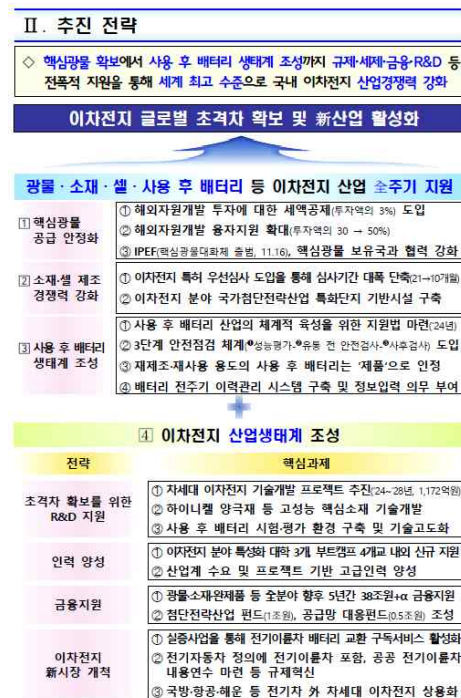 Ⅱ. 추진 전략
◇ 핵심광물 확보에서 사용 후 배터리 생태계 조성까지 규제·세제·금융·R&D 등
전폭적 지원을 통해 세계 최고 수준으로 국내 이차전지 산업경쟁력 강화
이차전지 글로벌 초격차 확보 및 新산업 활성화
광물·소재·셀·사용 후 배터리 등 이차전지 산업 全주기 지원
1 핵심광물
공급 안정화
① 해외자원개발 투자에 대한 세액공제(투자액의 3%) 도입
② 해외자원개발 융자지원 확대(투자액의 30 → 50%)
③ IPEF(핵심광물대화체 출범, 11.16), 핵심광물 보유국과 협력 강화
2 소재·셀 제조
경쟁력 강화
① 이차전지 특허 우선심사 도입을 통해 심사기간 대폭 단축(21→10개월)
② 이차전지 분야 국가첨단전략산업 특화단지 기반시설 구축
3 사용 후 배터리
생태계 조성
① 사용 후 배터리 산업의 체계적 육성을 위한 지원법 마련('24년)
② 3단계 안전점검 체계(❶성능평가-❷유통 전 안전검사-❸사후검사) 도입
③ 재제조·재사용 용도의 사용 후 배터리는 '제품'으로 인정
④ 배터리 전주기 이력관리 시스템 구축 및 정보입력 의무 부여
4 이차전지 산업생태계 조성
전략
핵심과제
초격차 확보를 위한
R&D 지원
① 차세대 이차전지 기술개발 프로젝트 추진('24~'28년, 1,172억원)
② 하이니켈 양극재 등 고성능 핵심소재 기술개발
③ 사용 후 배터리 시험·평가 환경 구축 및 기술고도화
인력 양성
① 이차전지 분야 특성화 대학 3개, 부트캠프 4개교 내외 신규 지원
② 산업계 수요 및 프로젝트 기반 고급인력 양성
금융지원
① 광물·소재·완제품 등 全분야 향후 5년간 38조원+α 금융지원
② 첨단전략산업 펀드(1조원), 공급망 대응펀드(0.5조원) 조성
이차전지
新시장 개척
① 실증사업을 통해 전기이륜차 배터리 교환 구독서비스 활성화
② 전기자동차 정의에 전기이륜차 포함, 공공 전기이륜차
내용연수 마련 등 규제혁신
③ 국방·항공·해운 등 전기차 外 차세대 이차전지 상용화